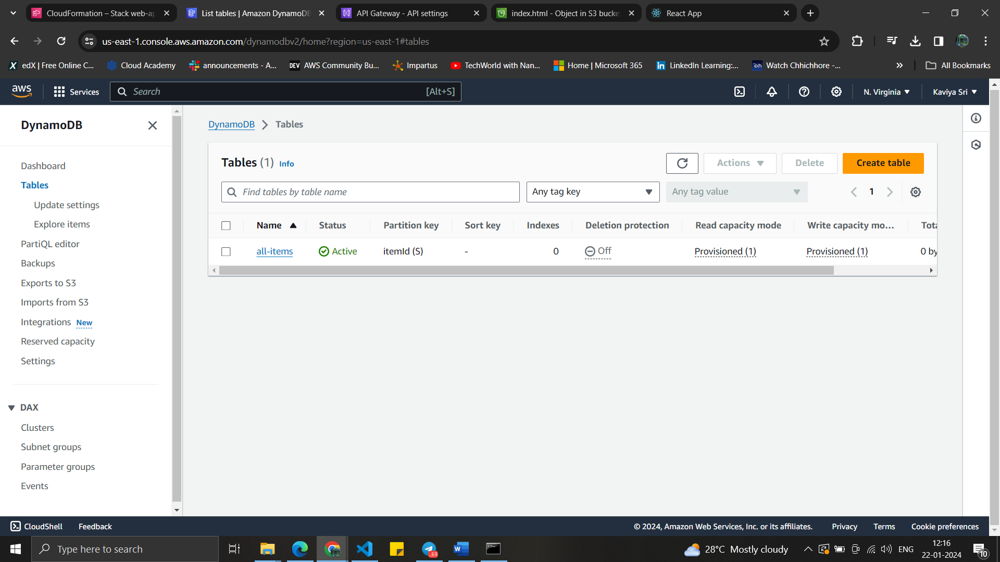 CloudFormation – Stack web-ap
List tables | Amazon DynamoDB
API Gateway - API settings
index.html - Object in S3 bucke
React App
us-east-1.console.aws.amazon.com/dynamodbv2/home?region=us-east-1#tables
edX | Free Online C...
Cloud Academy
announcements - A...
DEV AWS Community Bu...
Impartus
TechWorld with Nan...
Home | Microsoft 365
LinkedIn Learning:...
Watch Chhichhore -...
All Bookmarks
aws
Services
Search
[Alt+S]
N. Virginia
Kaviya Sri
DynamoDB
Dashboard
Tables
Update settings
Explore items
PartiQL editor
Backups
Exports to S3
Imports from S3
Integrations New
Reserved capacity
Settings
DAX
Clusters
Subnet groups
Parameter groups
Events
DynamoDB > Tables
Tables (1) Info
Actions
Delete
Create table
Find tables by table name
Any tag key
Any tag value
1
Name Status Partition key Sort key Indexes Deletion protection Read capacity mode Write capacity mo... Tota
all-items Active itemId (S) - 0 Off Provisioned (1) Provisioned (1) 0 by
CloudShell Feedback
© 2024, Amazon Web Services, Inc. or its affiliates. Privacy Terms Cookie preferences
Type here to search
69
28°C Mostly cloudy
ENG
12:16
22-01-2024
10